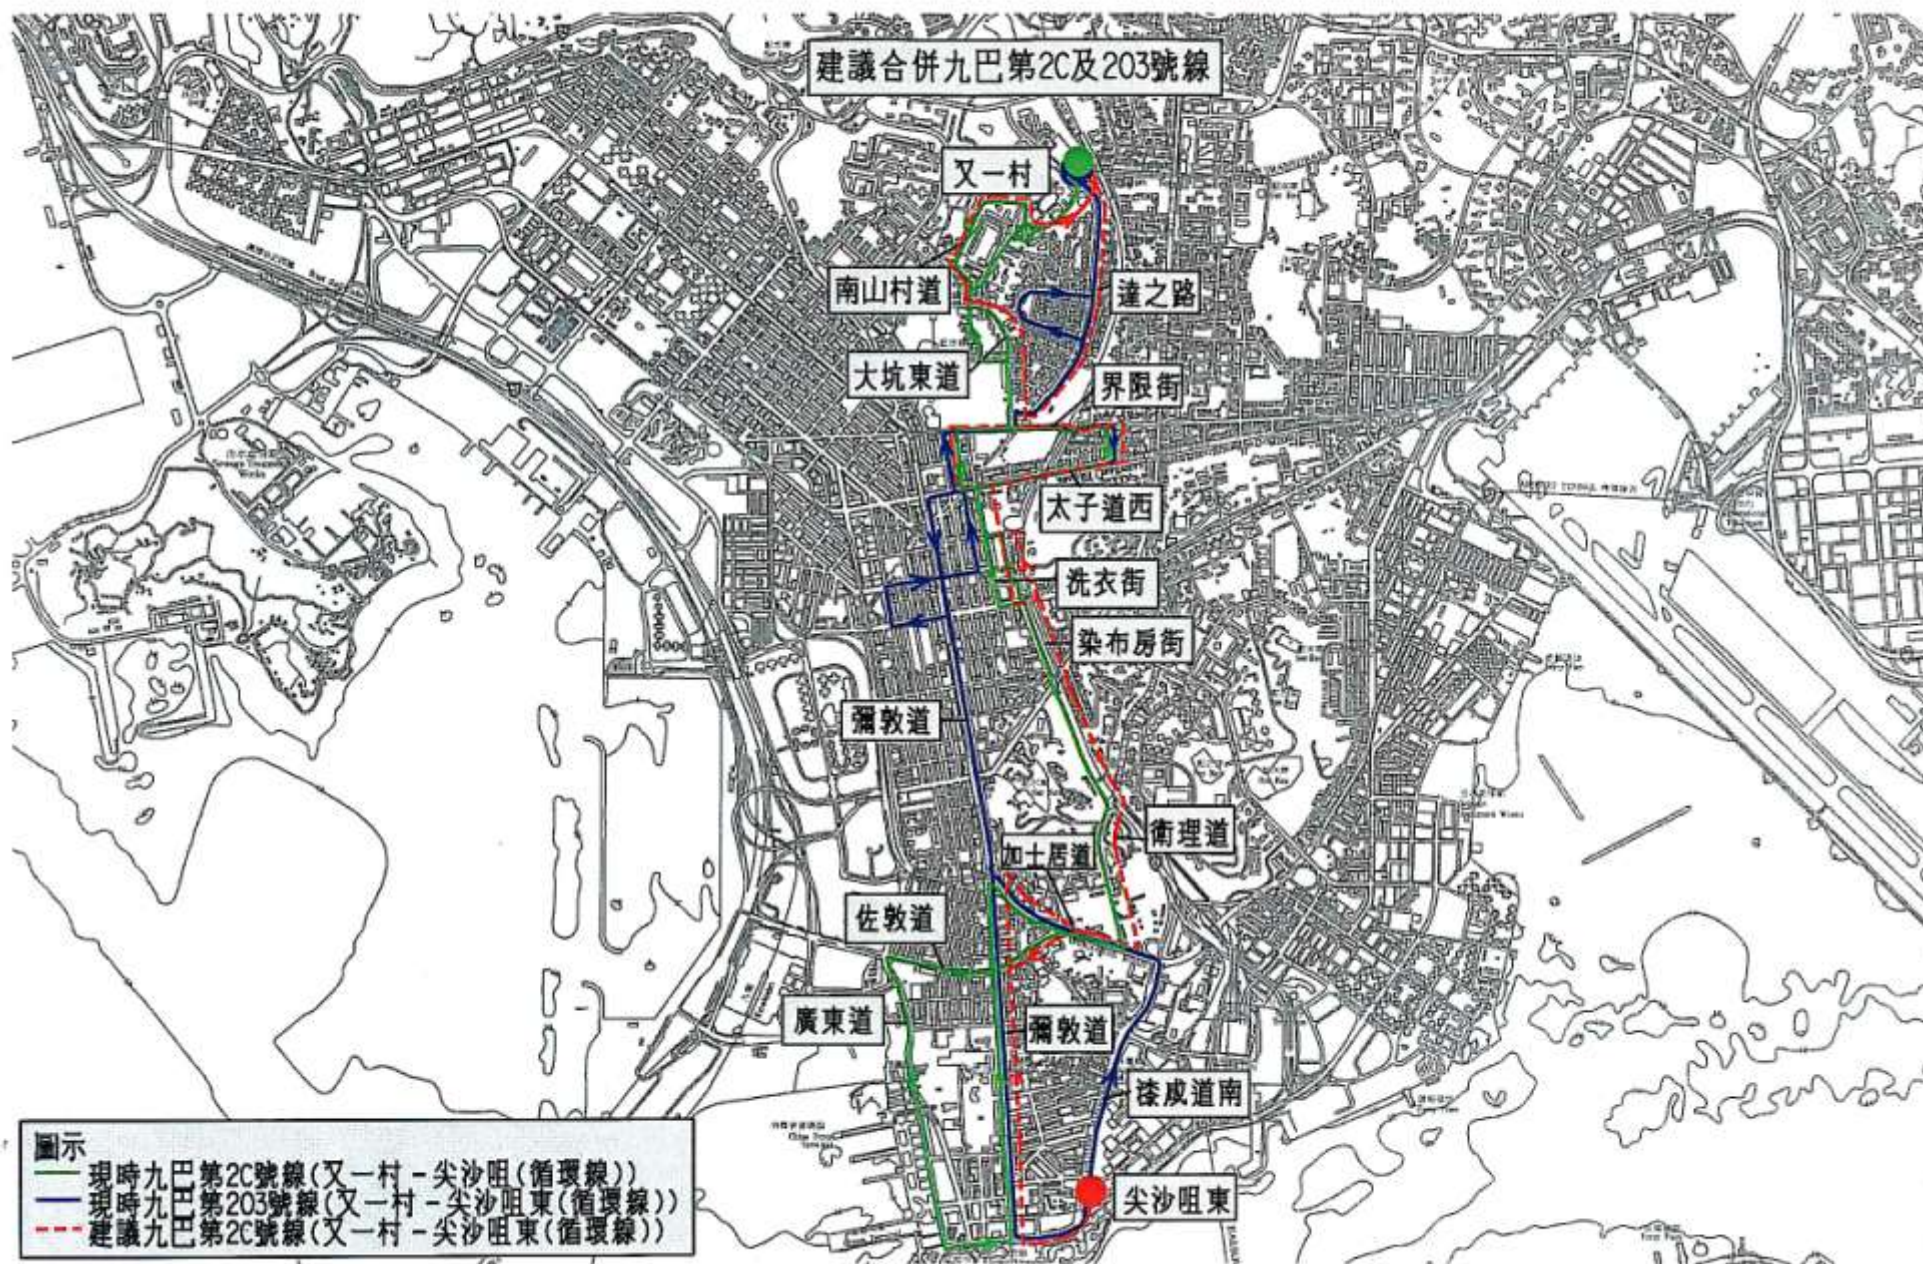 建議合併九巴第2C及203號線
又一村
南山村道
達之路
大坑東道
界限街
太子道西
洗衣街
染布房街
彌敦道
衛理道
加士居道
佐敦道
廣東道
彌敦道
漆咸道南
尖沙咀東
圖示
現時九巴第2C號線(又一村-尖沙咀(循環線))
現時九巴第203號線(又一村-尖沙咀東(循環線))
建議九巴第2C號線(又一村-尖沙咀東(循環線))